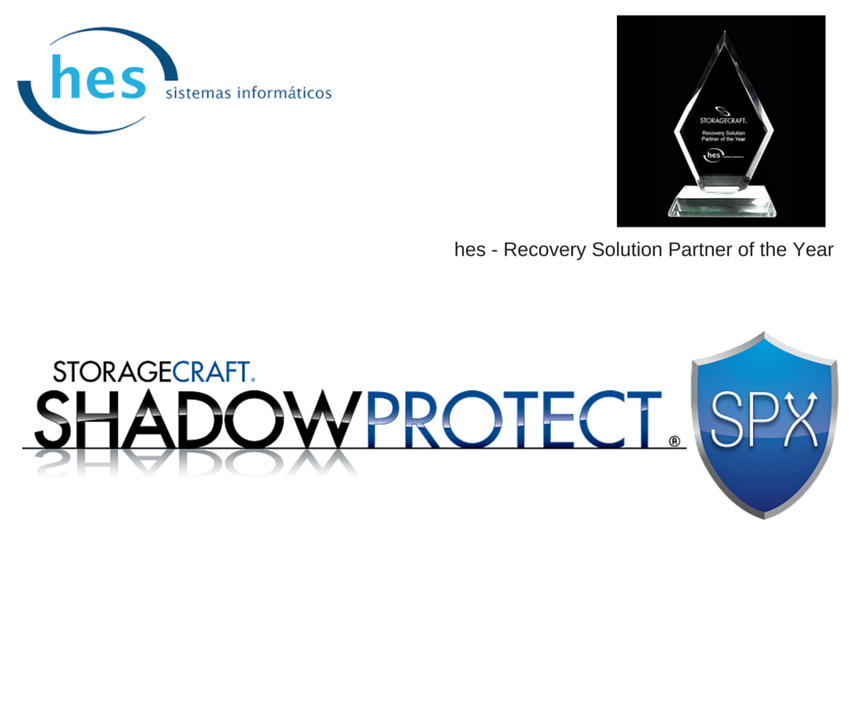 hes
sistemas informáticos
STORAGECRAFT.
Recovery Solution
Partner of the Year
hes
hes - Recovery Solution Partner of the Year
STORAGECRAFT®
SHADOWPROTECT®
SPX